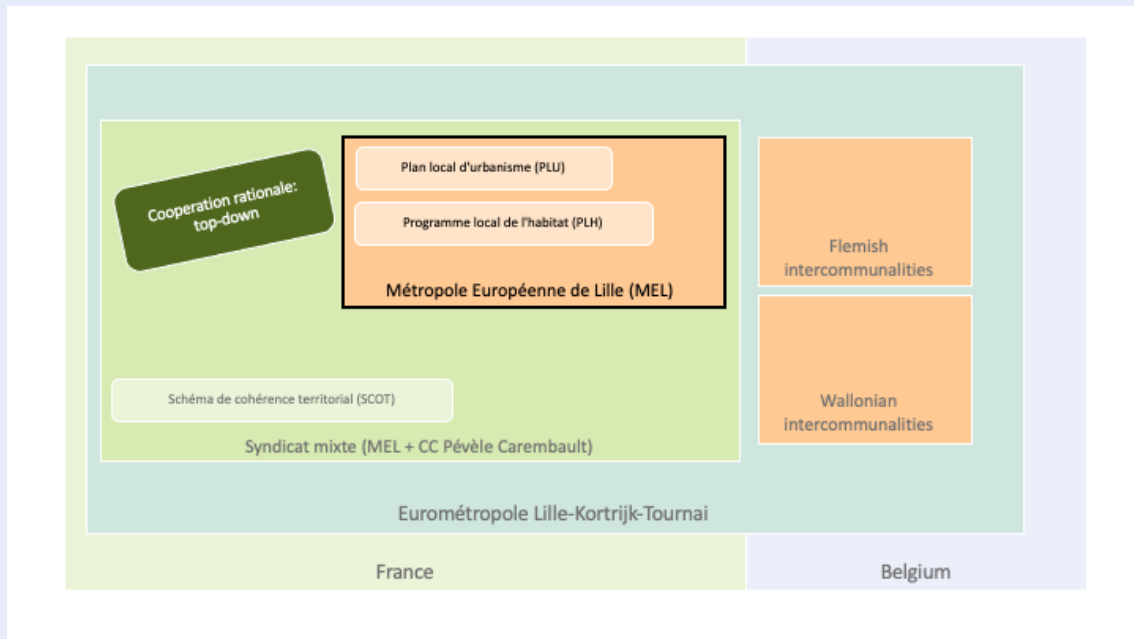 Cooperation rationale:
top-down
Plan local d'urbanisme (PLU)
Programme local de l'habitat (PLH)
Métropole Européenne de Lille (MEL)
Flemish
intercommunalities
Wallonian
intercommunalities
Schéma de cohérence territorial (SCOT)
Syndicat mixte (MEL + CC Pévèle Carembault)
Eurométropole Lille-Kortrijk-Tournai
France
Belgium